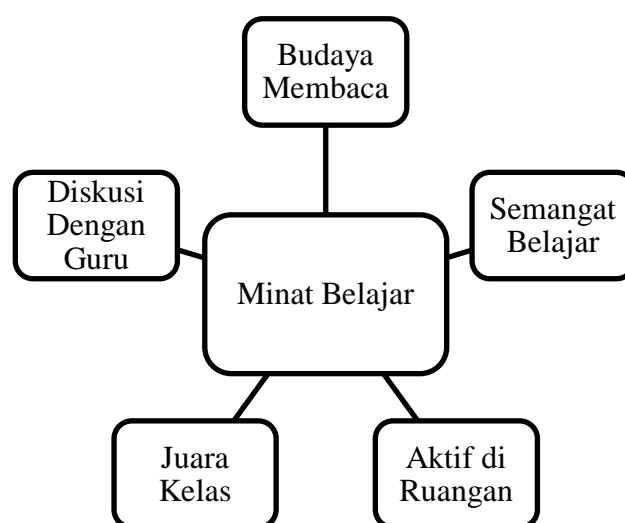 Budaya
Membaca
Diskusi
Dengan
Guru
Semangat
Belajar
Minat Belajar
Juara
Kelas
Aktif di
Ruangan